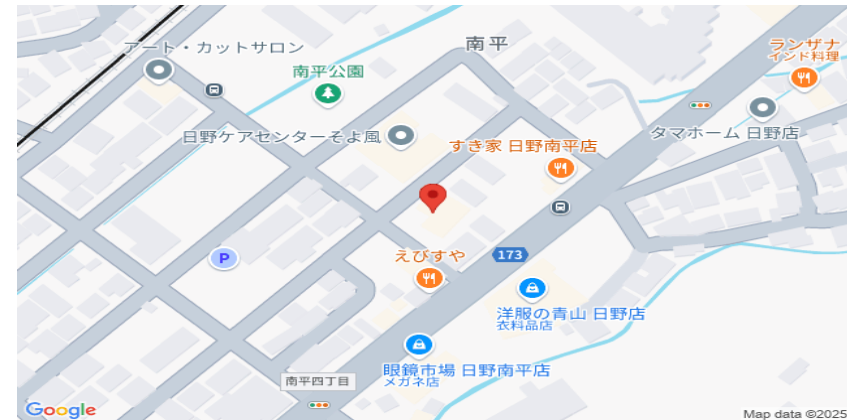 アート・カットサロン
南平
ランザナ
インド料理
南平公園
タマホーム 日野店
日野ケアセンターそよ風
すき家 日野南平店
えびすや
173
P
洋服の青山 日野店
衣料品店
眼鏡市場 日野南平店
メガネ店
南平四丁目
Google
Map data ©2025